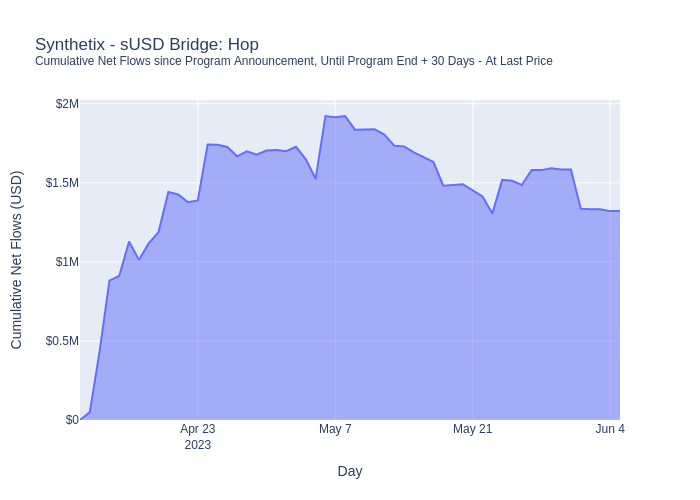 Synthetix - sUSD Bridge: Hop
Cumulative Net Flows since Program Announcement, Until Program End + 30 Days - At Last Price
Cumulative Net Flows (USD)
$2M
$1.5M
$1M
$0.5M
$0
Apr 23
2023
May 7
May 21
Jun 4
Day